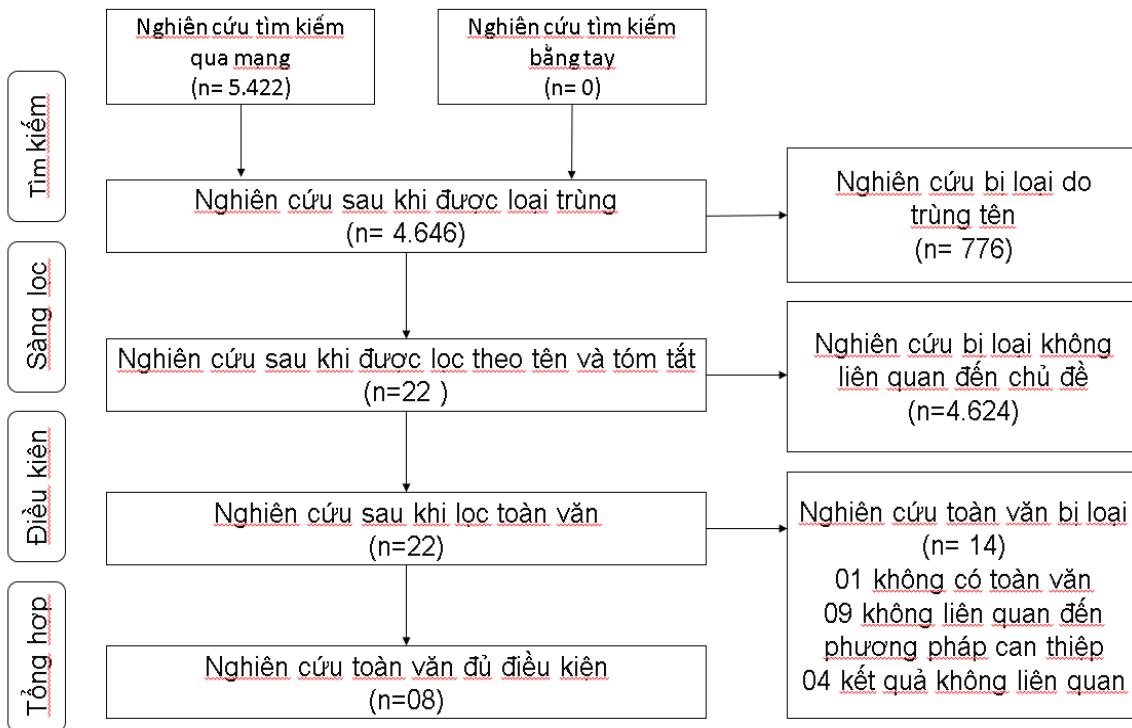 Nghiên cứu tìm kiếm
qua mạng
(n= 5.422)
Nghiên cứu tìm kiếm
bằng tay
(n= 0)
Tìm kiếm
Nghiên cứu sau khi được loại trùng
(n= 4.646)
Nghiên cứu bị loại do
trùng tên
(n= 776)
Sàng lọc
Nghiên cứu sau khi được lọc theo tên và tóm tắt
(n=22 )
Nghiên cứu bị loại không
liên quan đến chủ đề
(n=4.624)
Điều kiện
Nghiên cứu sau khi lọc toàn văn
(n=22)
Nghiên cứu toàn văn bị loại
(n= 14)
01 không có toàn văn
09 không liên quan đến
phương pháp can thiệp
04 kết quả không liên quan
Tổng hợp
Nghiên cứu toàn văn đủ điều kiện
(n=08)